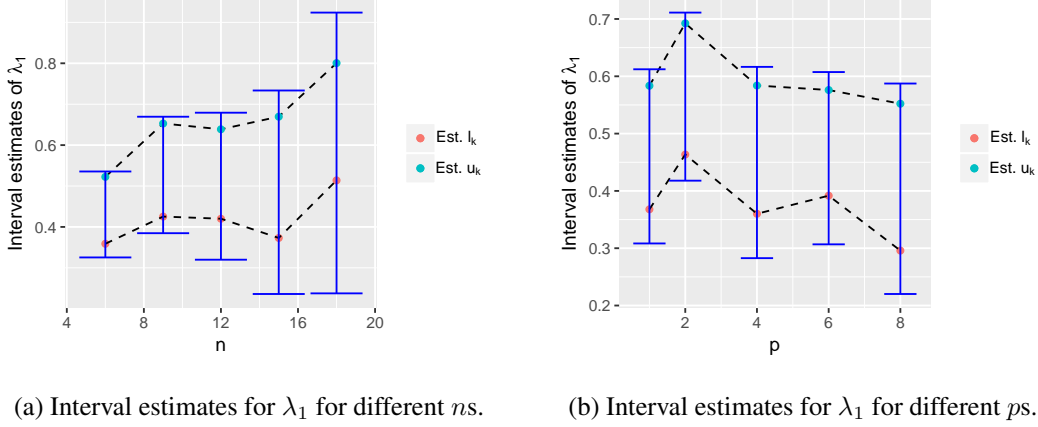 0.8
0.6
0.4
4
8
12
16
20
n
Interval estimates of λ₁
Est. lₖ
Est. uₖ
0.7
0.6
0.5
0.4
0.3
0.2
2
4
6
8
p
Interval estimates of λ₁
Est. lₖ
Est. uₖ
(a) Interval estimates for λ₁ for different ns.
(b) Interval estimates for λ₁ for different ps.